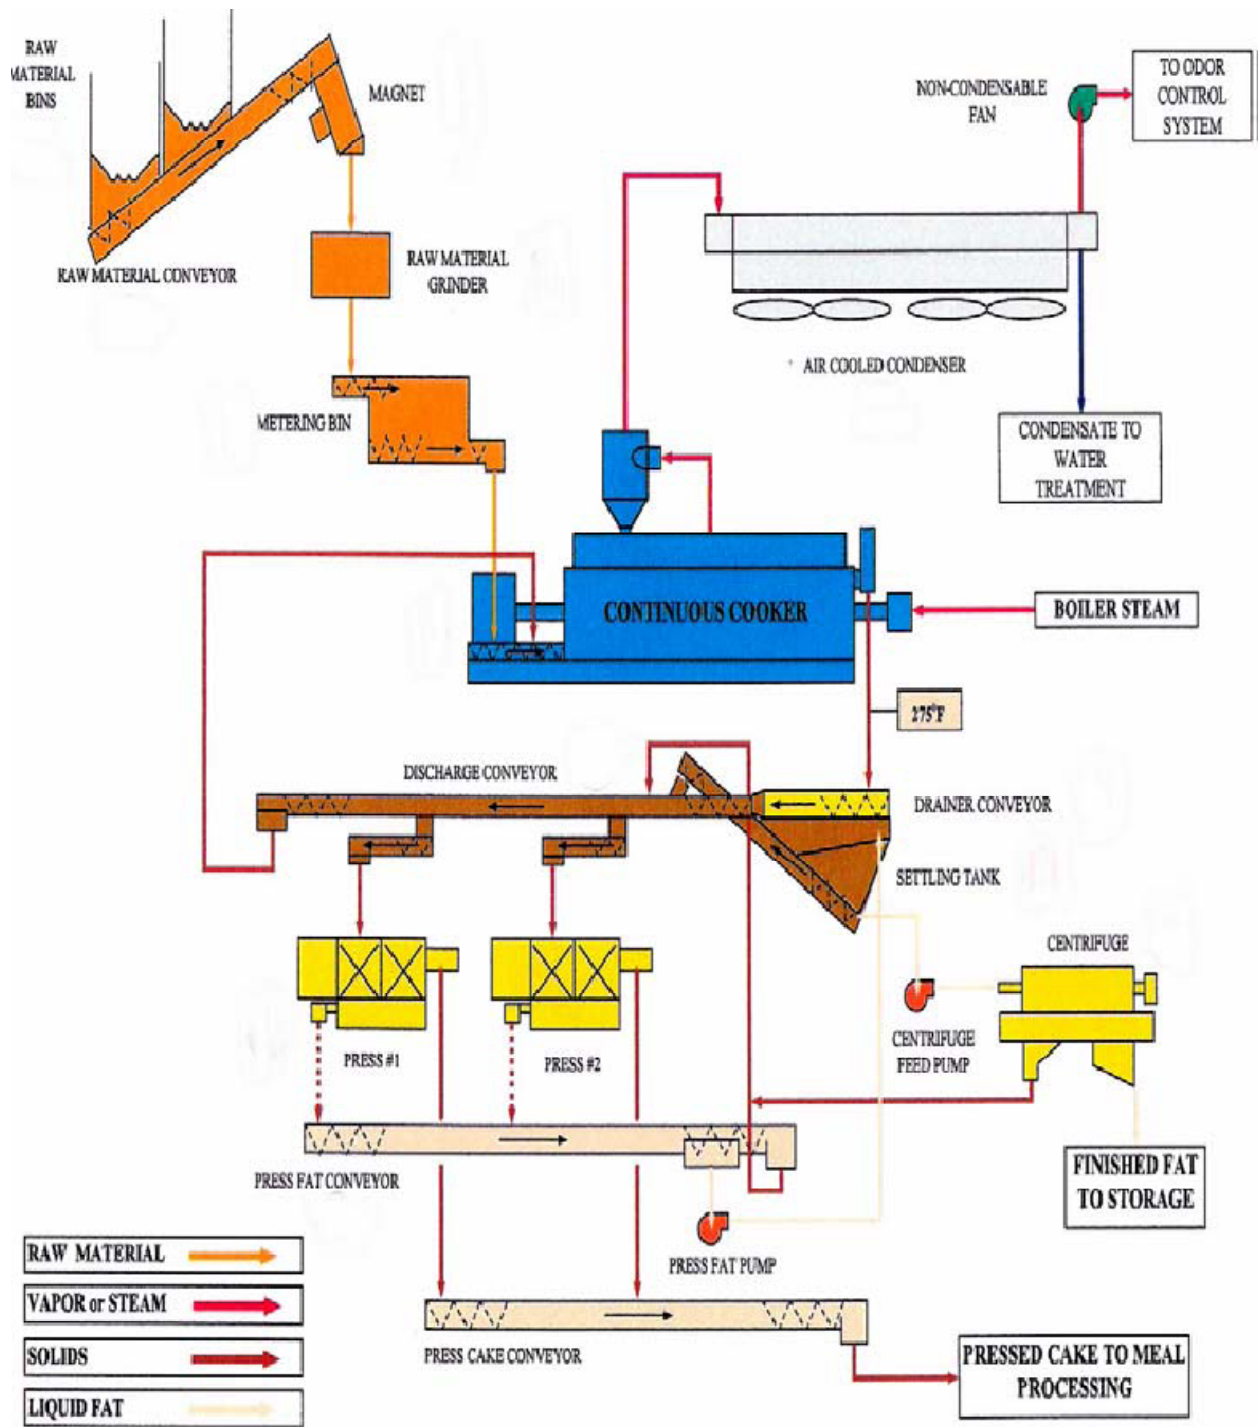 RAW
MATERIAL
BINS
MAGNET
NON-CONDENSABLE
FAN
TO ODOR
CONTROL
SYSTEM
RAW MATERIAL CONVEYOR
RAW MATERIAL
GRINDER
AIR COOLED CONDENSER
METERING BIN
CONDENSATE TO
WATER
TREATMENT
CONTINUOUS COOKER
BOILER STEAM
275°F
DISCHARGE CONVEYOR
DRAINER CONVEYOR
SETTLING TANK
CENTRIFUGE
PRESS #1
PRESS #2
CENTRIFUGE
FEED PUMP
PRESS FAT CONVEYOR
FINISHED FAT
TO STORAGE
PRESS FAT PUMP
RAW MATERIAL
VAPOR or STEAM
SOLIDS
LIQUID FAT
PRESS CAKE CONVEYOR
PRESSED CAKE TO MEAL
PROCESSING